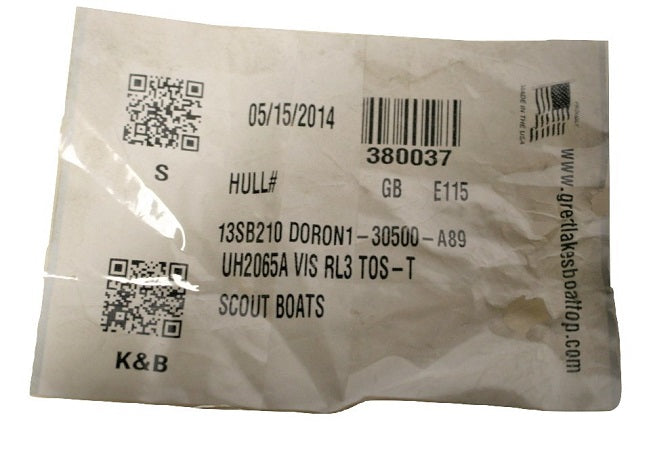 05/15/2014
380037
MADE IN THE USA
S
HULL#
GB E115
13SB210 DORON1-30500-A89
UH2065A VIS RL3 TOS-T
SCOUT BOATS
K&B
www.gretlakesboattop.com